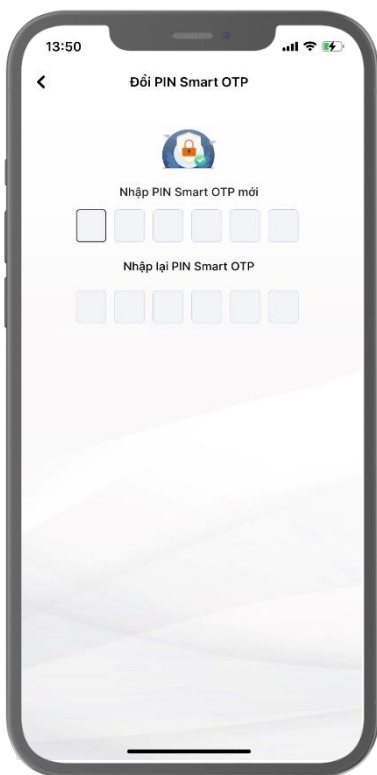 13:50
Đổi PIN Smart OTP
Nhập PIN Smart OTP mới
Nhập lại PIN Smart OTP